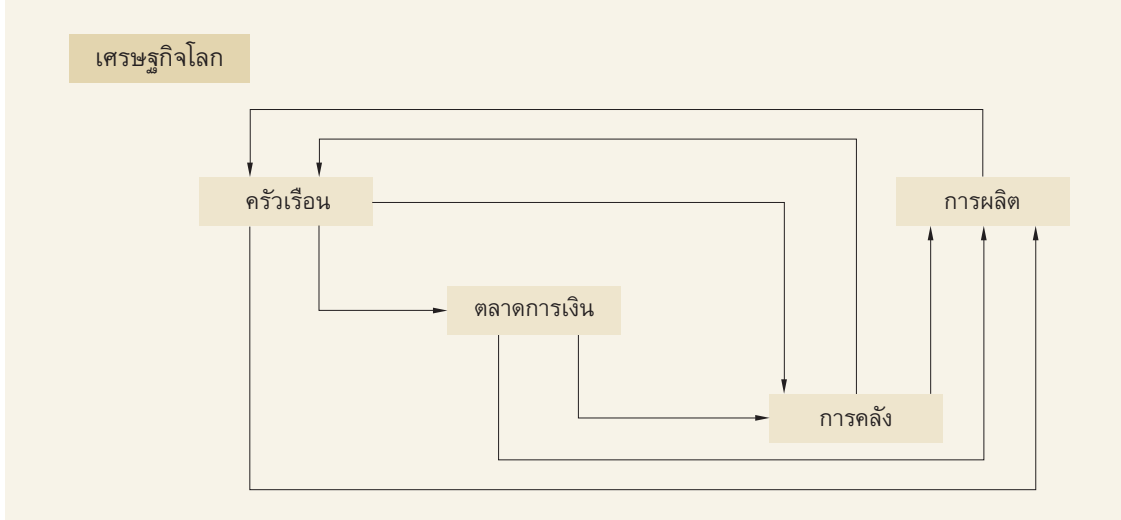 เศรษฐกิจโลก
ครัวเรือน
การผลิต
ตลาดการเงิน
การคลัง